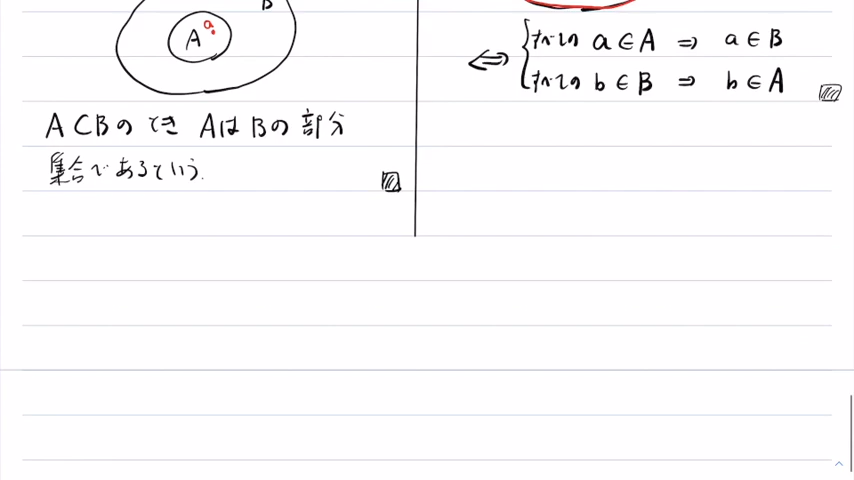 B
A a
A⊂Bのとき AはBの部分
集合であるという.
⇔ { すべての a∈A ⇒ a∈B
すべての b∈B ⇒ b∈A